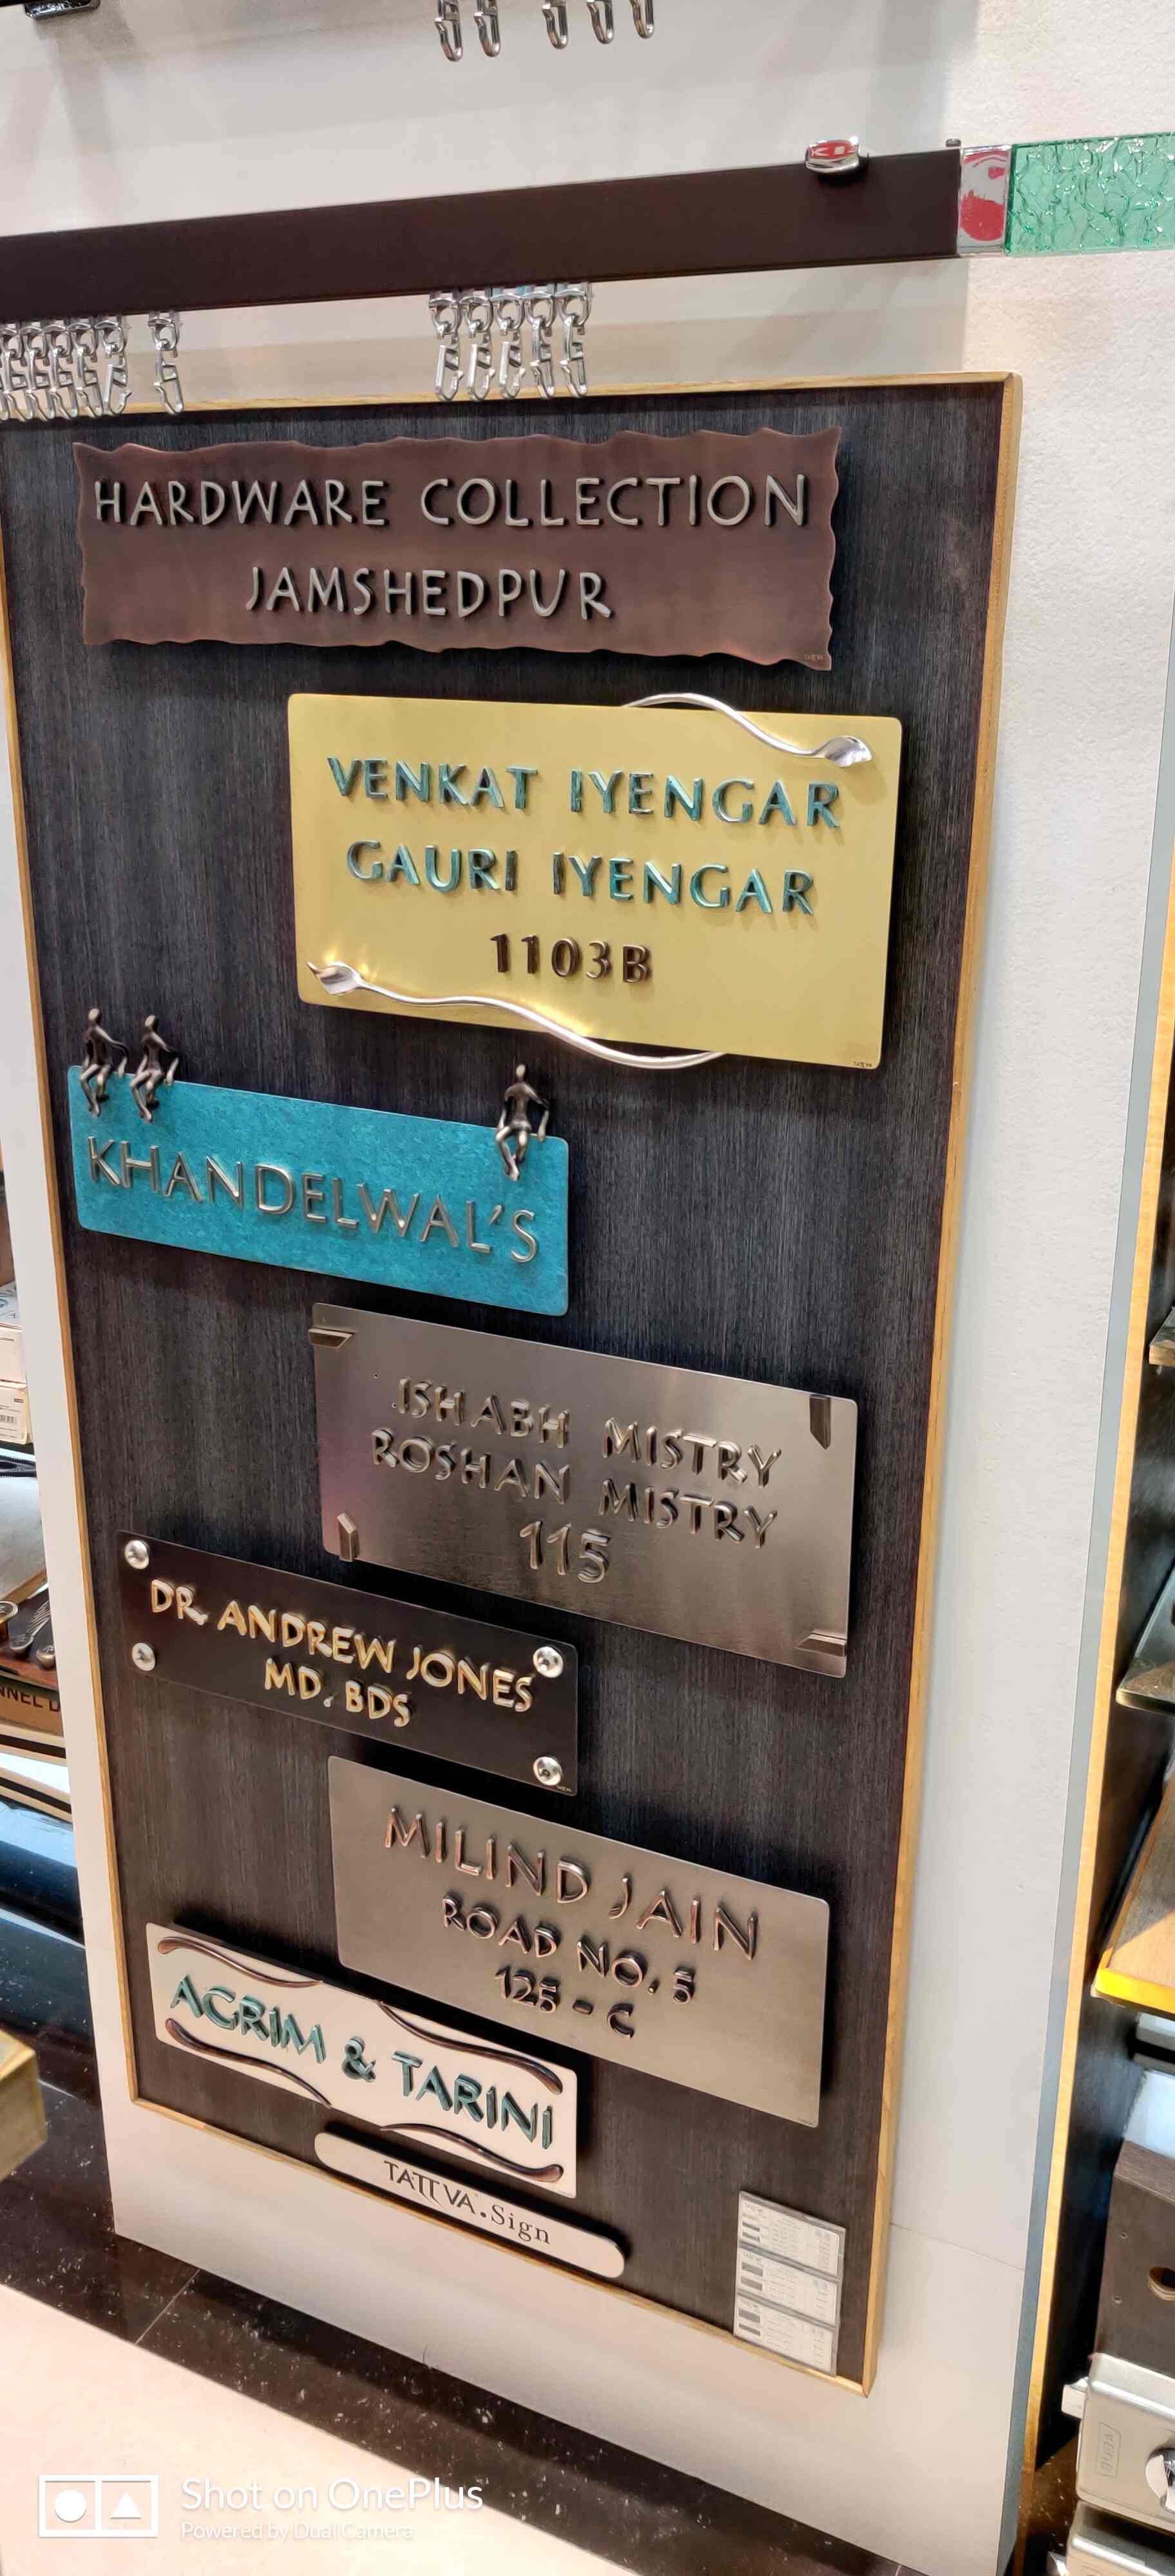 HARDWARE COLLECTION
JAMSHEDPUR
VENKAT IYENGAR
GAURI IYENGAR
1103B
KHANDELWAL'S
ISHABH MISTRY
ROSHAN MISTRY
115
DR. ANDREW JONES
MD. BDS
MILIND JAIN
ROAD NO. 5
125 - C
AGRIM & TARINI
TATTVA.Sign
Shot on OnePlus
Powered by Dual Camera